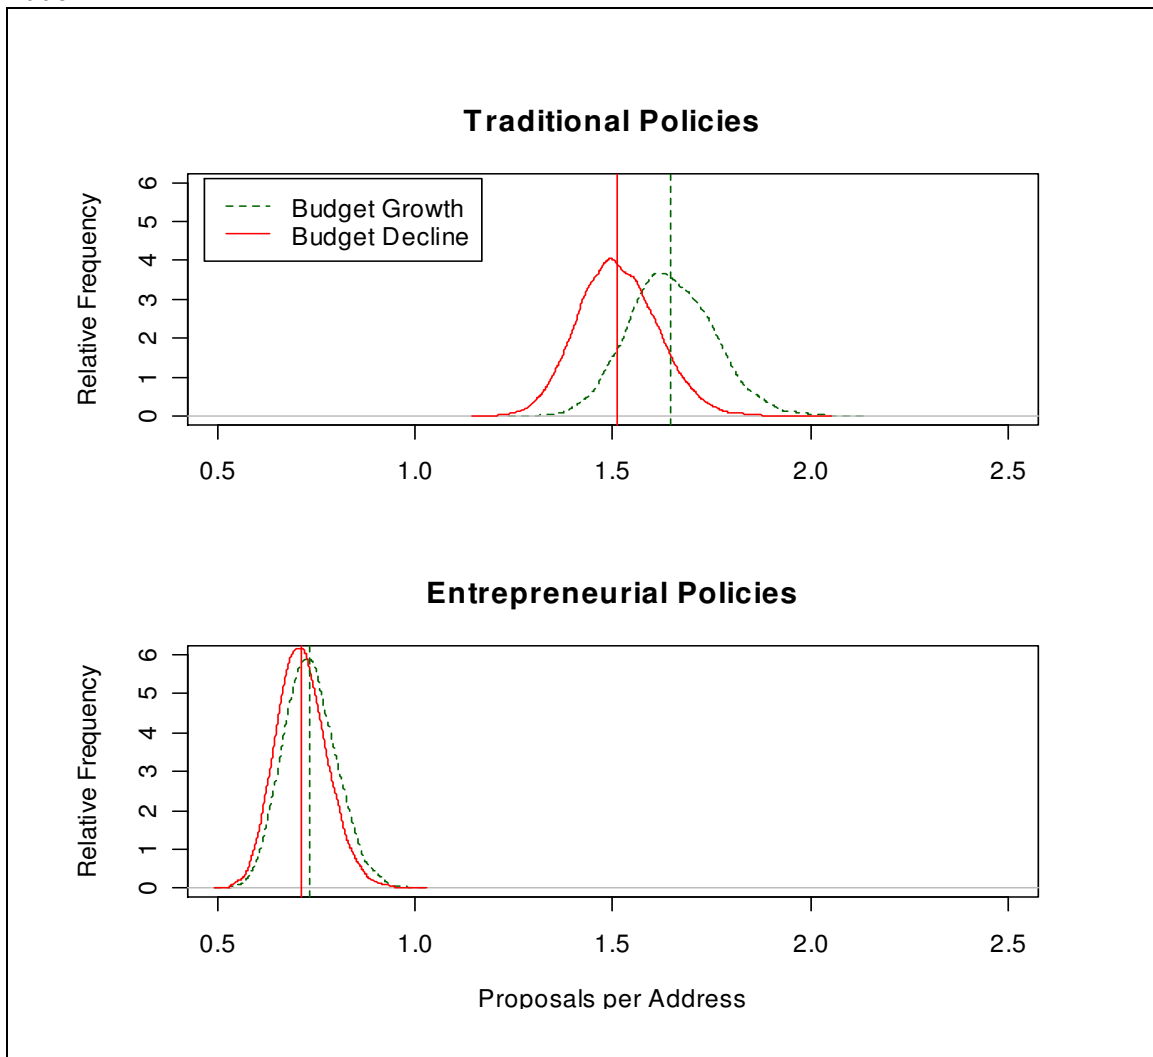 Traditional Policies
Relative Frequency
6
5
4
3
2
1
0
Budget Growth
Budget Decline
0.5 1.0 1.5 2.0 2.5
Entrepreneurial Policies
Relative Frequency
6
5
4
3
2
1
0
0.5 1.0 1.5 2.0 2.5
Proposals per Address